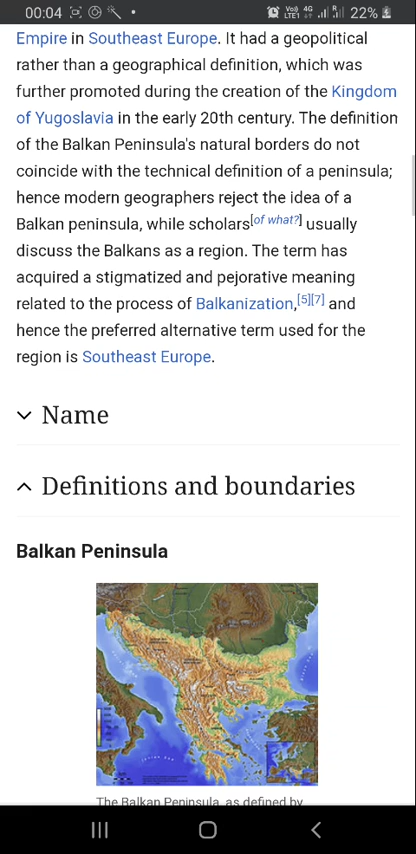 00:04
Vo)) 4G
LTE1
R
22%
Empire in Southeast Europe. It had a geopolitical
rather than a geographical definition, which was
further promoted during the creation of the Kingdom
of Yugoslavia in the early 20th century. The definition
of the Balkan Peninsula's natural borders do not
coincide with the technical definition of a peninsula;
hence modern geographers reject the idea of a
Balkan peninsula, while scholars[of what?] usually
discuss the Balkans as a region. The term has
acquired a stigmatized and pejorative meaning
related to the process of Balkanization,[5][7] and
hence the preferred alternative term used for the
region is Southeast Europe.
Name
Definitions and boundaries
Balkan Peninsula
Ionian Sea
The Balkan Peninsula, as defined by